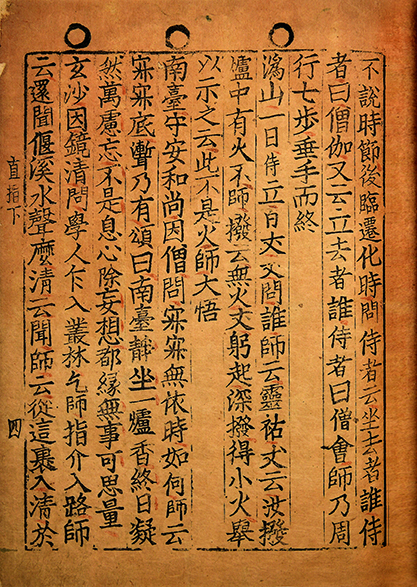 不說時節後臨遷化時問侍者云坐去者誰侍
者曰僧伽又云立去者誰侍者曰僧會師乃周
行七步垂手而終
潙山一日侍立百丈丈問誰師云靈祐丈云汝撥
爐中有火不師撥云無火丈躬起深撥得小火擧
以示之云此不是火師大悟
南臺守安和尚因僧問寂寂無依時如何師云
寂寂底漸乃有頌曰南臺靜坐一爐香終日凝
然萬慮忘不是息心除妄想都緣無事可思量
玄沙因鏡清問學人乍入叢林乞師指介入路師
云還聞偃溪水聲麽清云聞師云從這裏入清於
直指下 四